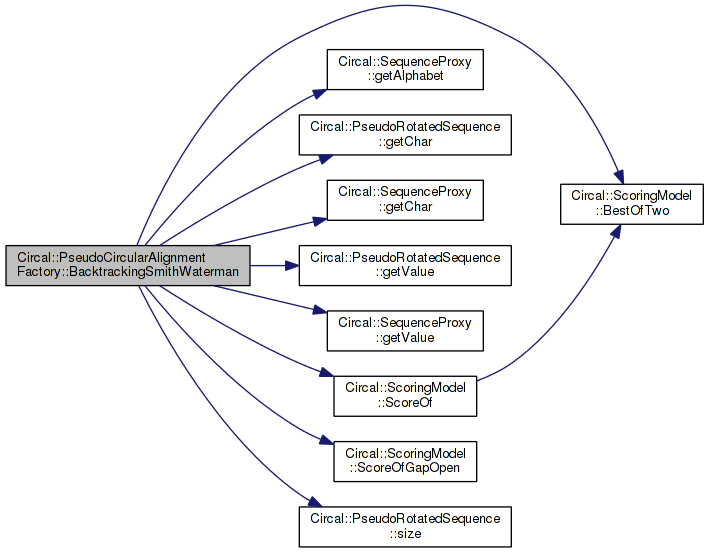 Circal::PseudoCircularAlignment
Factory::BacktrackingSmithWaterman
Circal::SequenceProxy
::getAlphabet
Circal::PseudoRotatedSequence
::getChar
Circal::SequenceProxy
::getChar
Circal::PseudoRotatedSequence
::getValue
Circal::SequenceProxy
::getValue
Circal::ScoringModel
::ScoreOf
Circal::ScoringModel
::ScoreOfGapOpen
Circal::PseudoRotatedSequence
::size
Circal::ScoringModel
::BestOfTwo